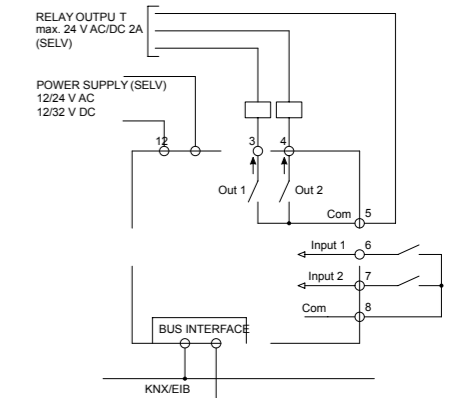 RELAY OUTPU T
max. 24 V AC/DC 2A
(SELV)
POWER SUPPLY (SELV)
12/24 V AC
12/32 V DC
12
3
4
Out 1
Out 2
Com
5
Input 1
6
Input 2
7
Com
8
BUS INTERFACE
KNX/EIB